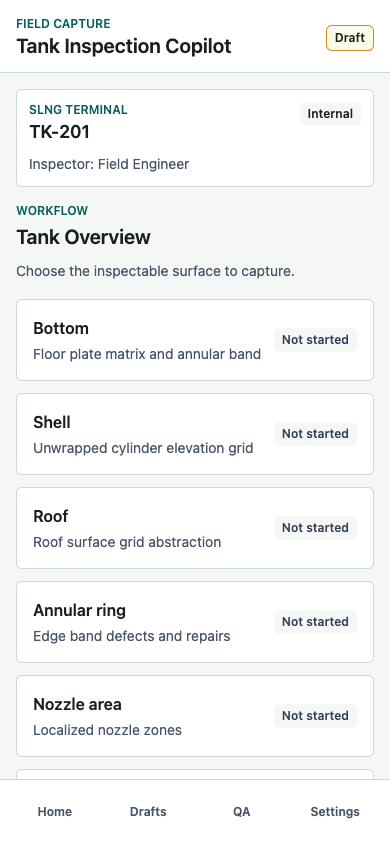 FIELD CAPTURE
Tank Inspection Copilot
Draft
SLNG TERMINAL
TK-201
Internal
Inspector: Field Engineer
WORKFLOW
Tank Overview
Choose the inspectable surface to capture.
Bottom
Floor plate matrix and annular band
Not started
Shell
Unwrapped cylinder elevation grid
Not started
Roof
Roof surface grid abstraction
Not started
Annular ring
Edge band defects and repairs
Not started
Nozzle area
Localized nozzle zones
Not started
Home
Drafts
QA
Settings